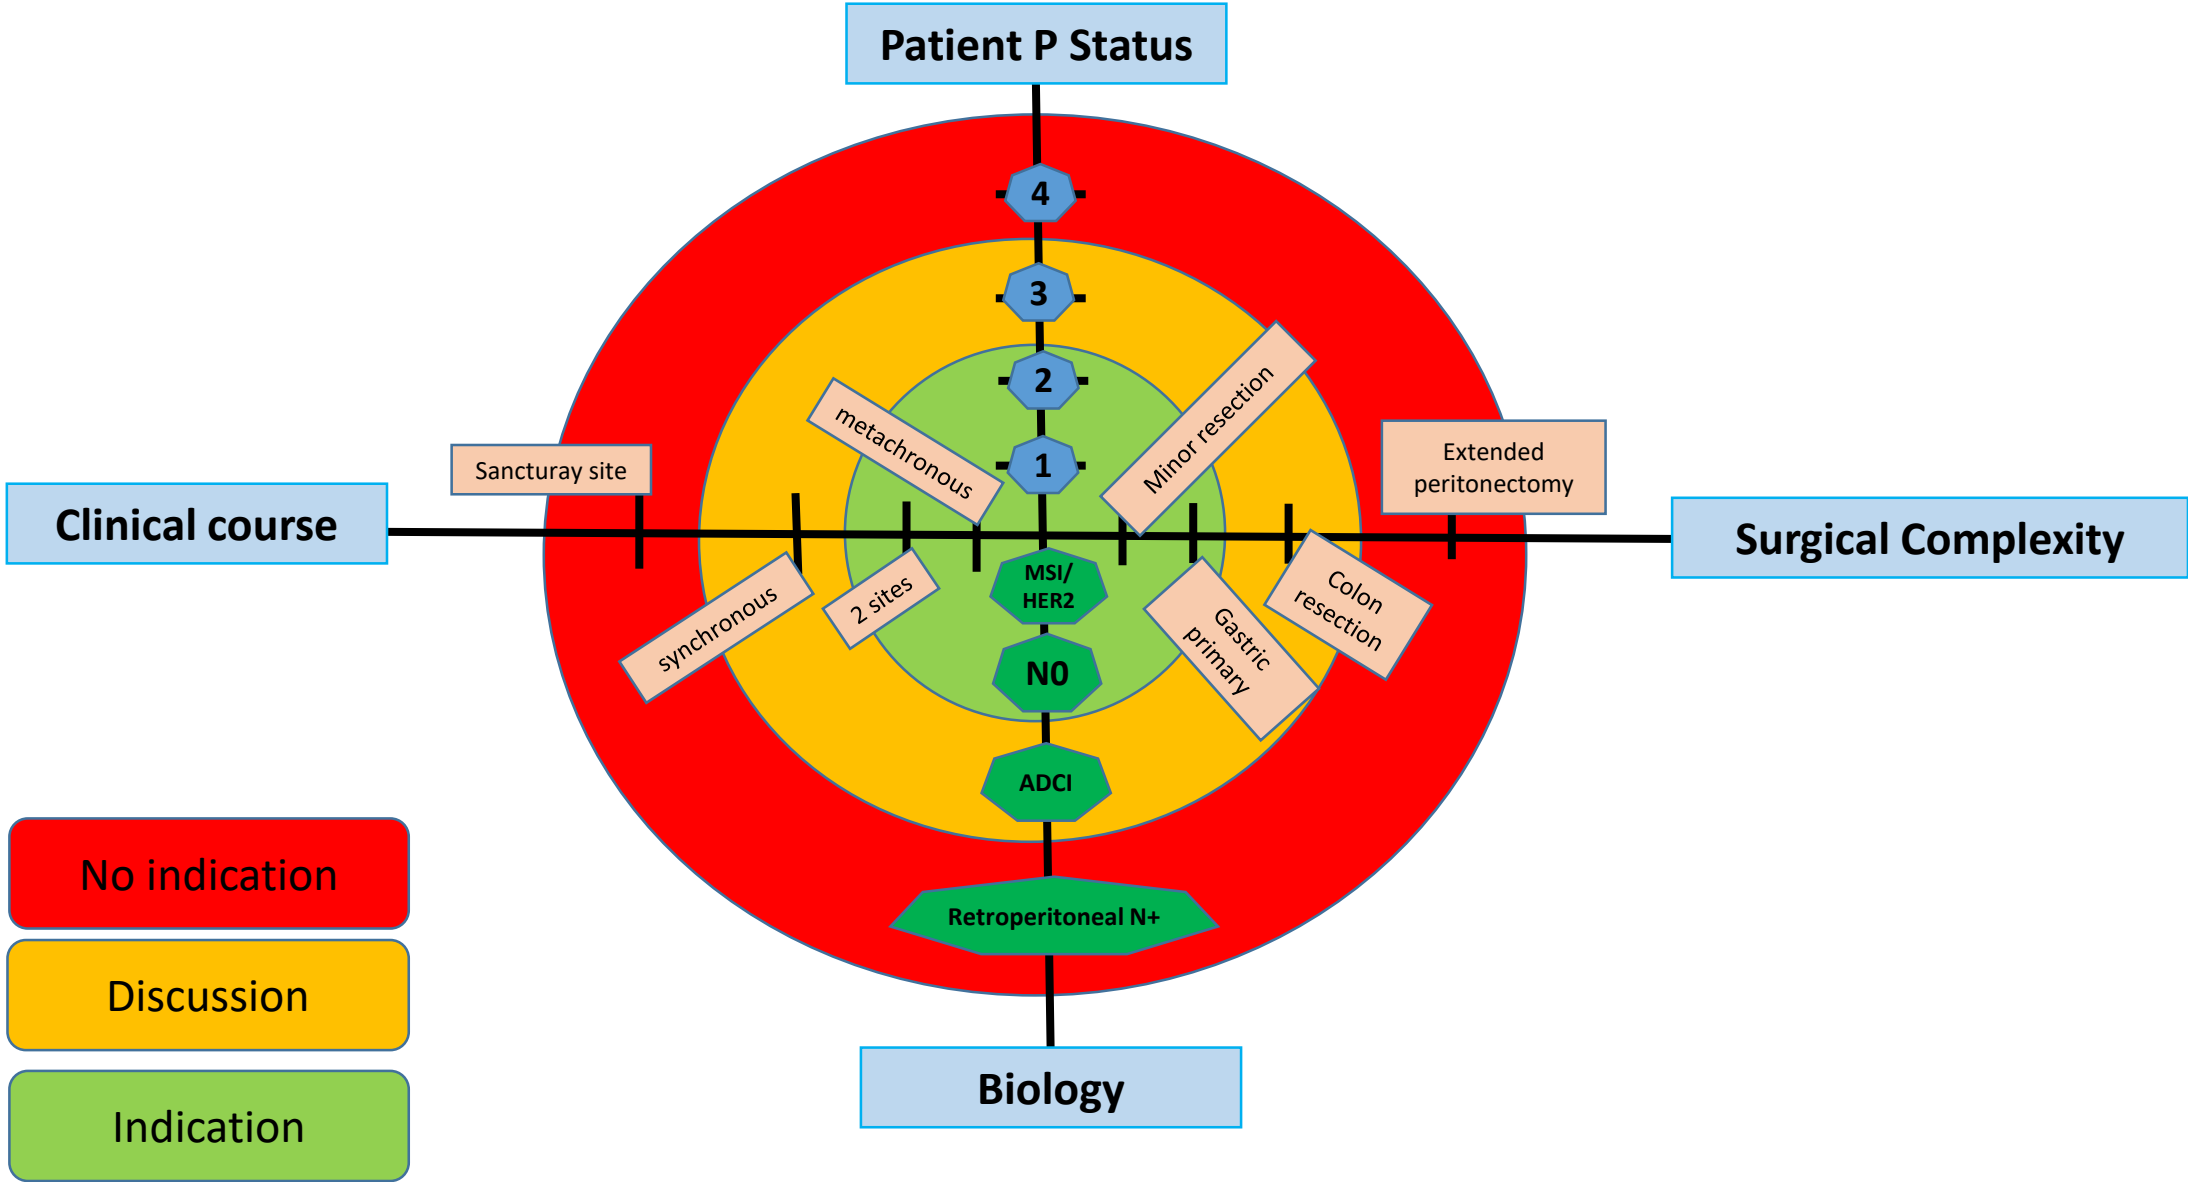 Patient P Status
4
3
2
1
metachronous
Minor resection
Sancturay site
Extended
peritonectomy
Clinical course
Surgical Complexity
synchronous
2 sites
MSI/
HER2
Gastric
primary
Colon
resection
N0
ADCI
Retroperitoneal N+
Biology
No indication
Discussion
Indication